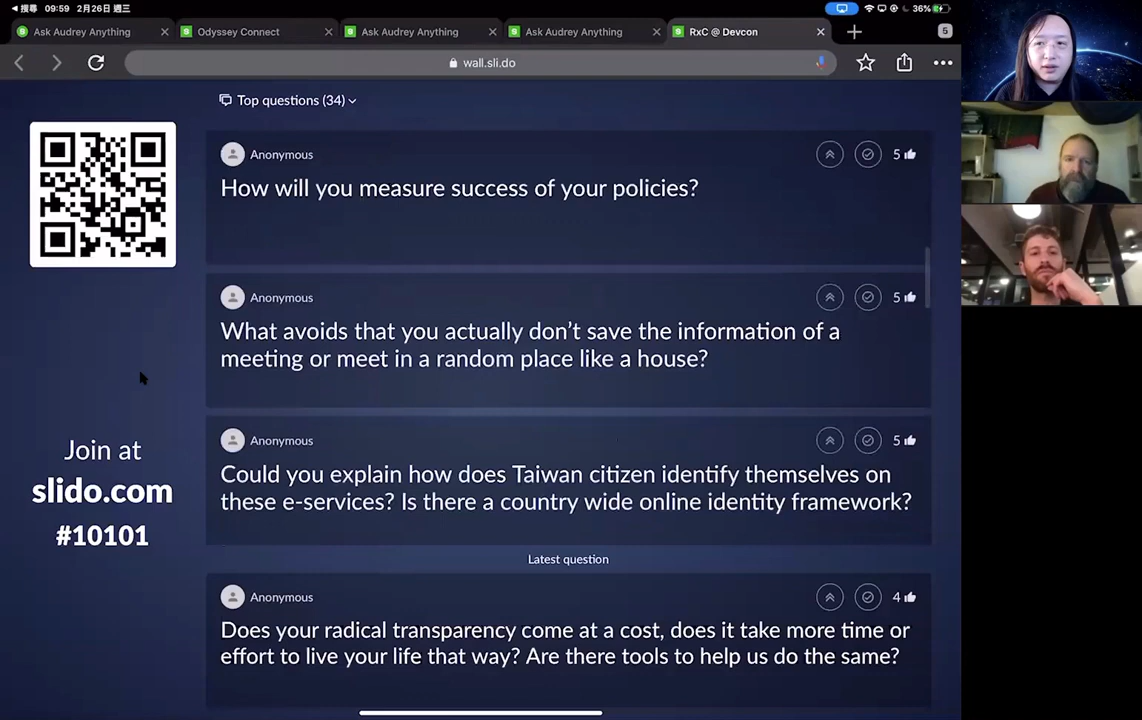 搜尋 09:59 2月26日 週三
36%
Ask Audrey Anything
Odyssey Connect
Ask Audrey Anything
Ask Audrey Anything
RxC @ Devcon
5
wall.sli.do
Top questions (34)
Anonymous
5
How will you measure success of your policies?
Anonymous
5
What avoids that you actually don’t save the information of a
meeting or meet in a random place like a house?
Anonymous
5
Could you explain how does Taiwan citizen identify themselves on
these e-services? Is there a country wide online identity framework?
Join at
slido.com
#10101
Latest question
Anonymous
4
Does your radical transparency come at a cost, does it take more time or
effort to live your life that way? Are there tools to help us do the same?